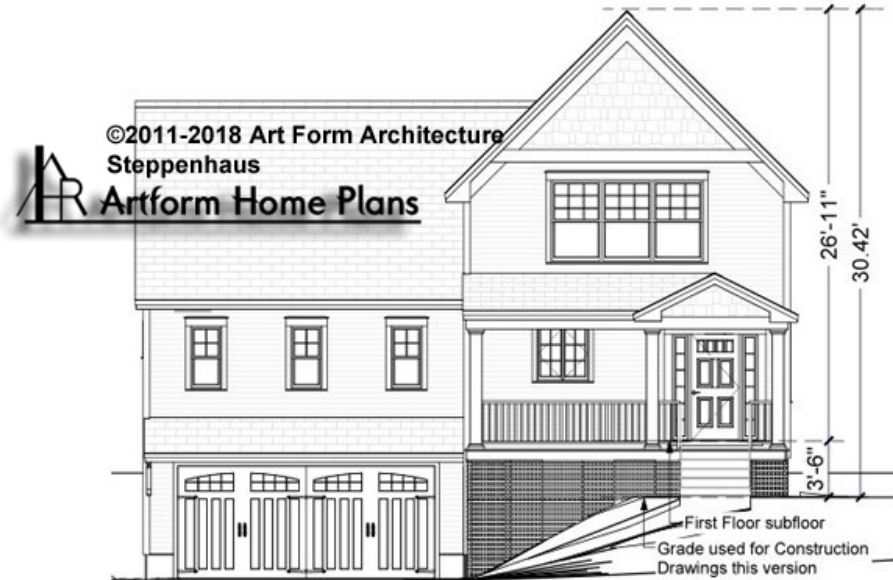 ©2011-2018 Art Form Architecture
Steppenhaus
Artform Home Plans
26'-11"
30.42'
3'-6"
First Floor subfloor
Grade used for Construction
Drawings this version